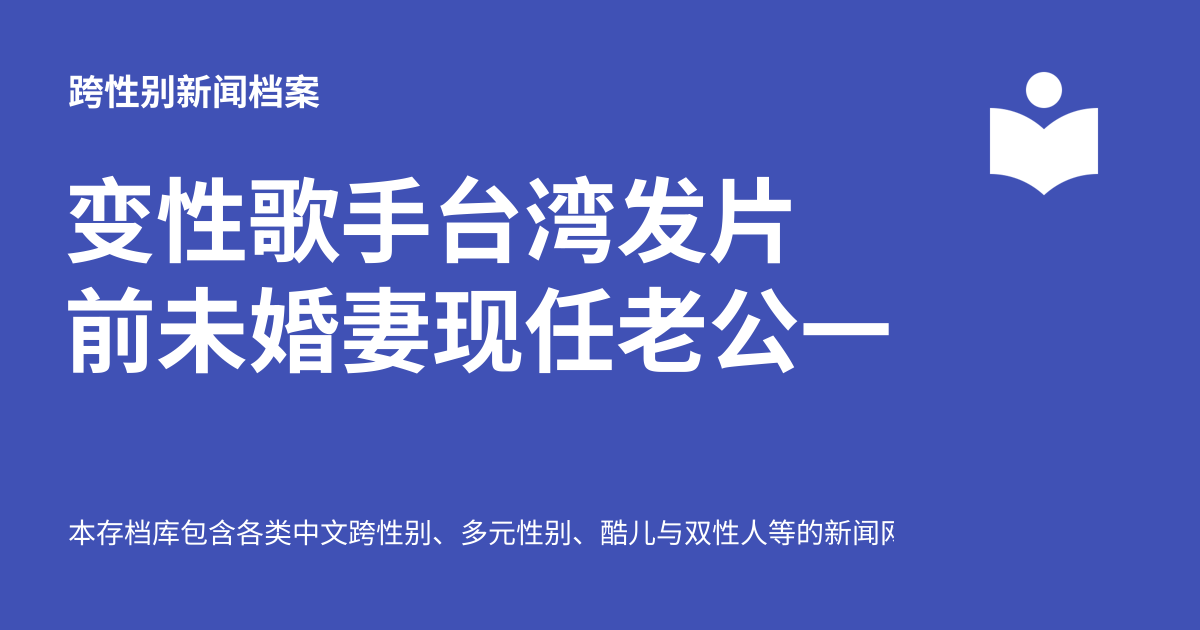 跨性别新闻档案
变性歌手台湾发片
前未婚妻现任老公一
本存档库包含各类中文跨性别、多元性别、酷儿与双性人等的新闻网